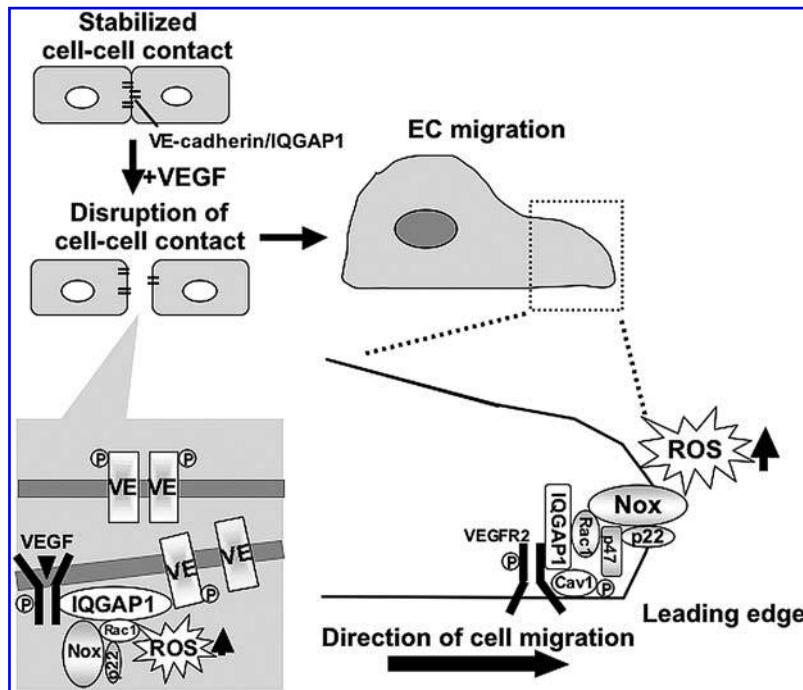 Stabilized
cell-cell contact
VE-cadherin/IQGAP1
+VEGF
Disruption of
cell-cell contact
EC migration
P
P
VE
VE
VEGF
VE
VE
P
IQGAP1
P
Nox
Rac1
p22
ROS
ROS
Nox
IQGAP1
Rac1
p47
p22
VEGFR2
P
Cav1
P
Leading edge
Direction of cell migration